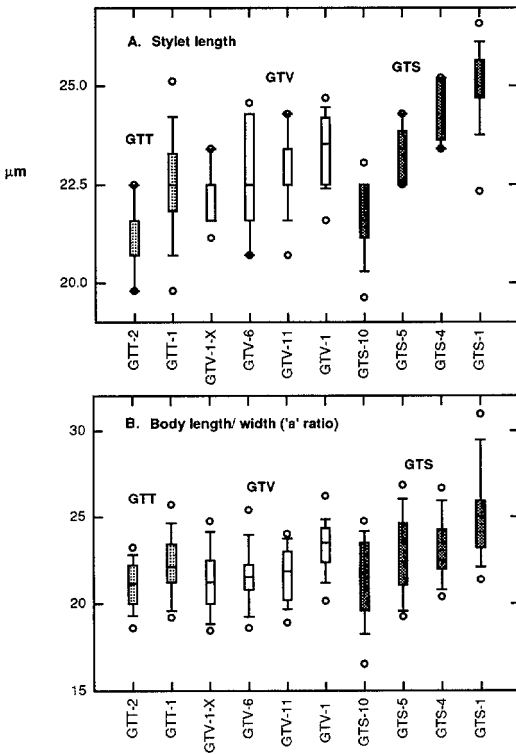 A. Stylet length
GTV
GTS
GTT
25.0
μm
22.5
20.0
GTT-2
GTT-1
GTV-1-X
GTV-6
GTV-11
GTV-1
GTS-10
GTS-5
GTS-4
GTS-1
30
B. Body length/ width ('a' ratio)
GTS
GTT
GTV
25
20
15
GTT-2
GTT-1
GTV-1-X
GTV-6
GTV-11
GTV-1
GTS-10
GTS-5
GTS-4
GTS-1